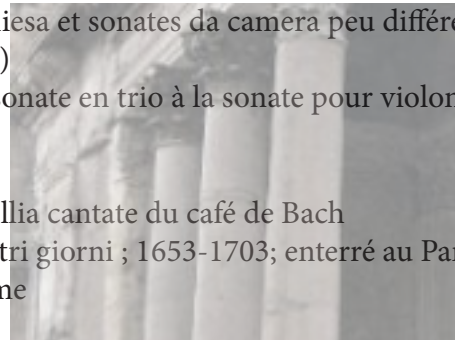 iesa et sonates da camera peu différe
)
onate en trio à la sonate pour violon
llia cantate du café de Bach
tri giorni ; 1653-1703; enterré au Pa
me